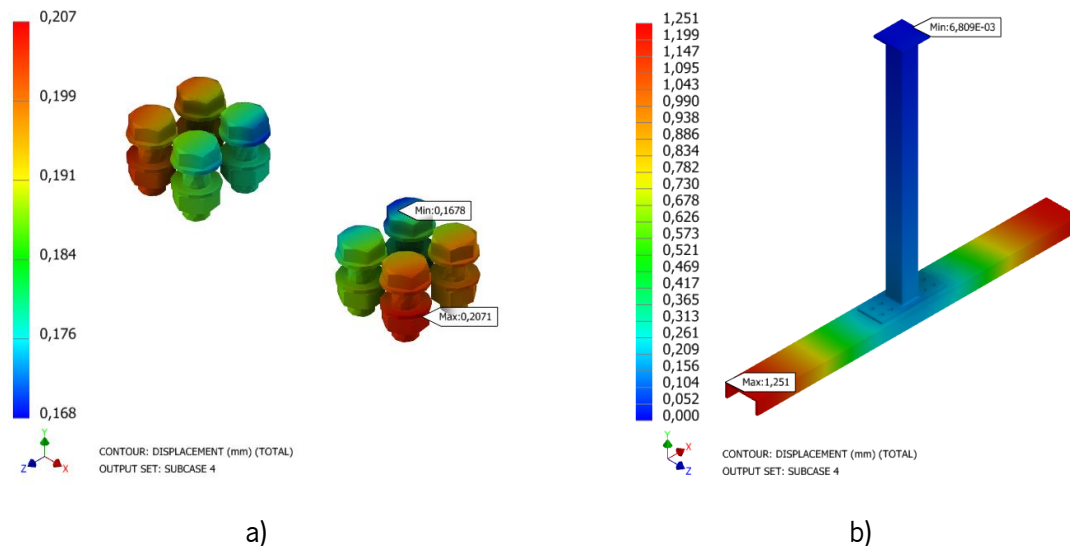 0,207
0,199
0,191
0,184
0,176
0,168
Min:0,1678
Max:0,2071
Y
Z
X
CONTOUR: DISPLACEMENT (mm) (TOTAL)
OUTPUT SET: SUBCASE 4
a)
1,251
1,199
1,147
1,095
1,043
0,990
0,938
0,886
0,834
0,782
0,730
0,678
0,626
0,573
0,521
0,469
0,417
0,365
0,313
0,261
0,209
0,156
0,104
0,052
0,000
Min:6,809E-03
Max:1,251
Y
X
Z
CONTOUR: DISPLACEMENT (mm) (TOTAL)
OUTPUT SET: SUBCASE 4
b)